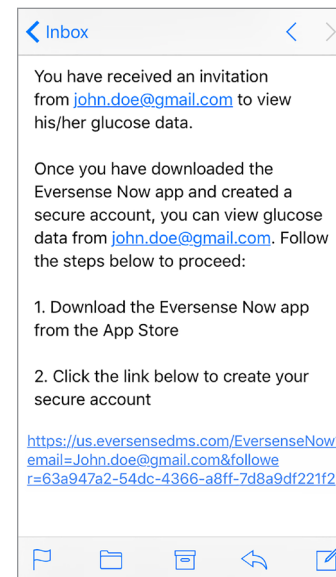 Inbox
You have received an invitation
from john.doe@gmail.com to view
his/her glucose data.
Once you have downloaded the
Eversense Now app and created a
secure account, you can view glucose
data from john.doe@gmail.com. Follow
the steps below to proceed:
1. Download the Eversense Now app
from the App Store
2. Click the link below to create your
secure account
https://us.eversensedms.com/EversenseNow
email=John.doe@gmail.com&followe
r=63a947a2-54dc-4366-a8ff-7d8a9df221f2